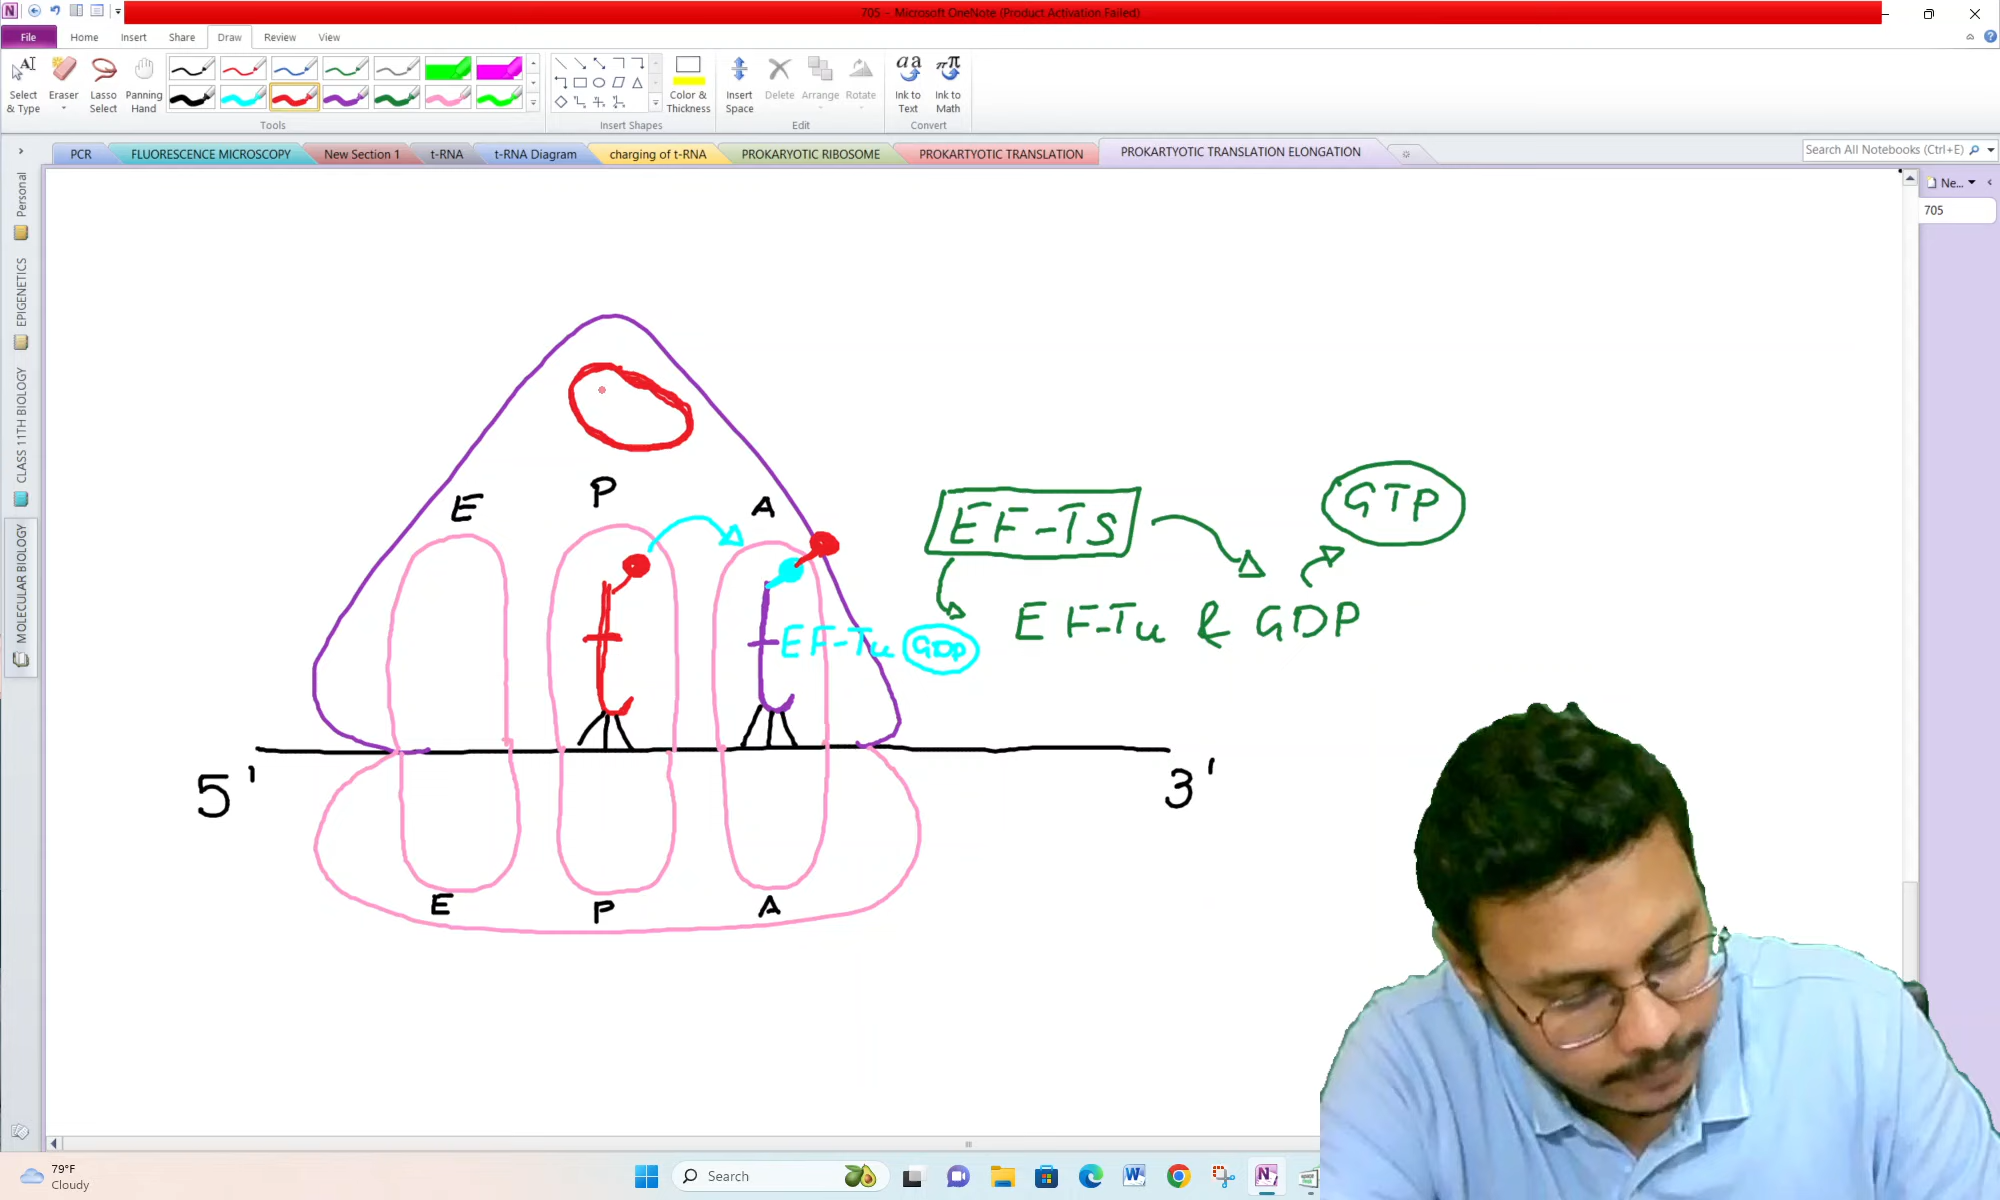 705 - Microsoft OneNote (Product Activation Failed)
File Home Insert Share Draw Review View
Select & Type
Eraser
Lasso Select
Panning Hand
Color & Thickness
Insert Space
Delete
Arrange
Rotate
Ink to Text
Ink to Math
Tools
Insert Shapes
Edit
Convert
PCR
FLUORESCENCE MICROSCOPY
New Section 1
t-RNA
t-RNA Diagram
charging of t-RNA
PROKARYOTIC RIBOSOME
PROKARTYOTIC TRANSLATION
PROKARTYOTIC TRANSLATION ELONGATION
Search All Notebooks (Ctrl+E)
Ne...
705
Personal
EPIGENETICS
CLASS 11TH BIOLOGY
MOLECULAR BIOLOGY
E P A
EF-TS
GTP
EF-Tu & GDP
EF-Tu GDP
5' 3'
E P A
79°F
Cloudy
Search